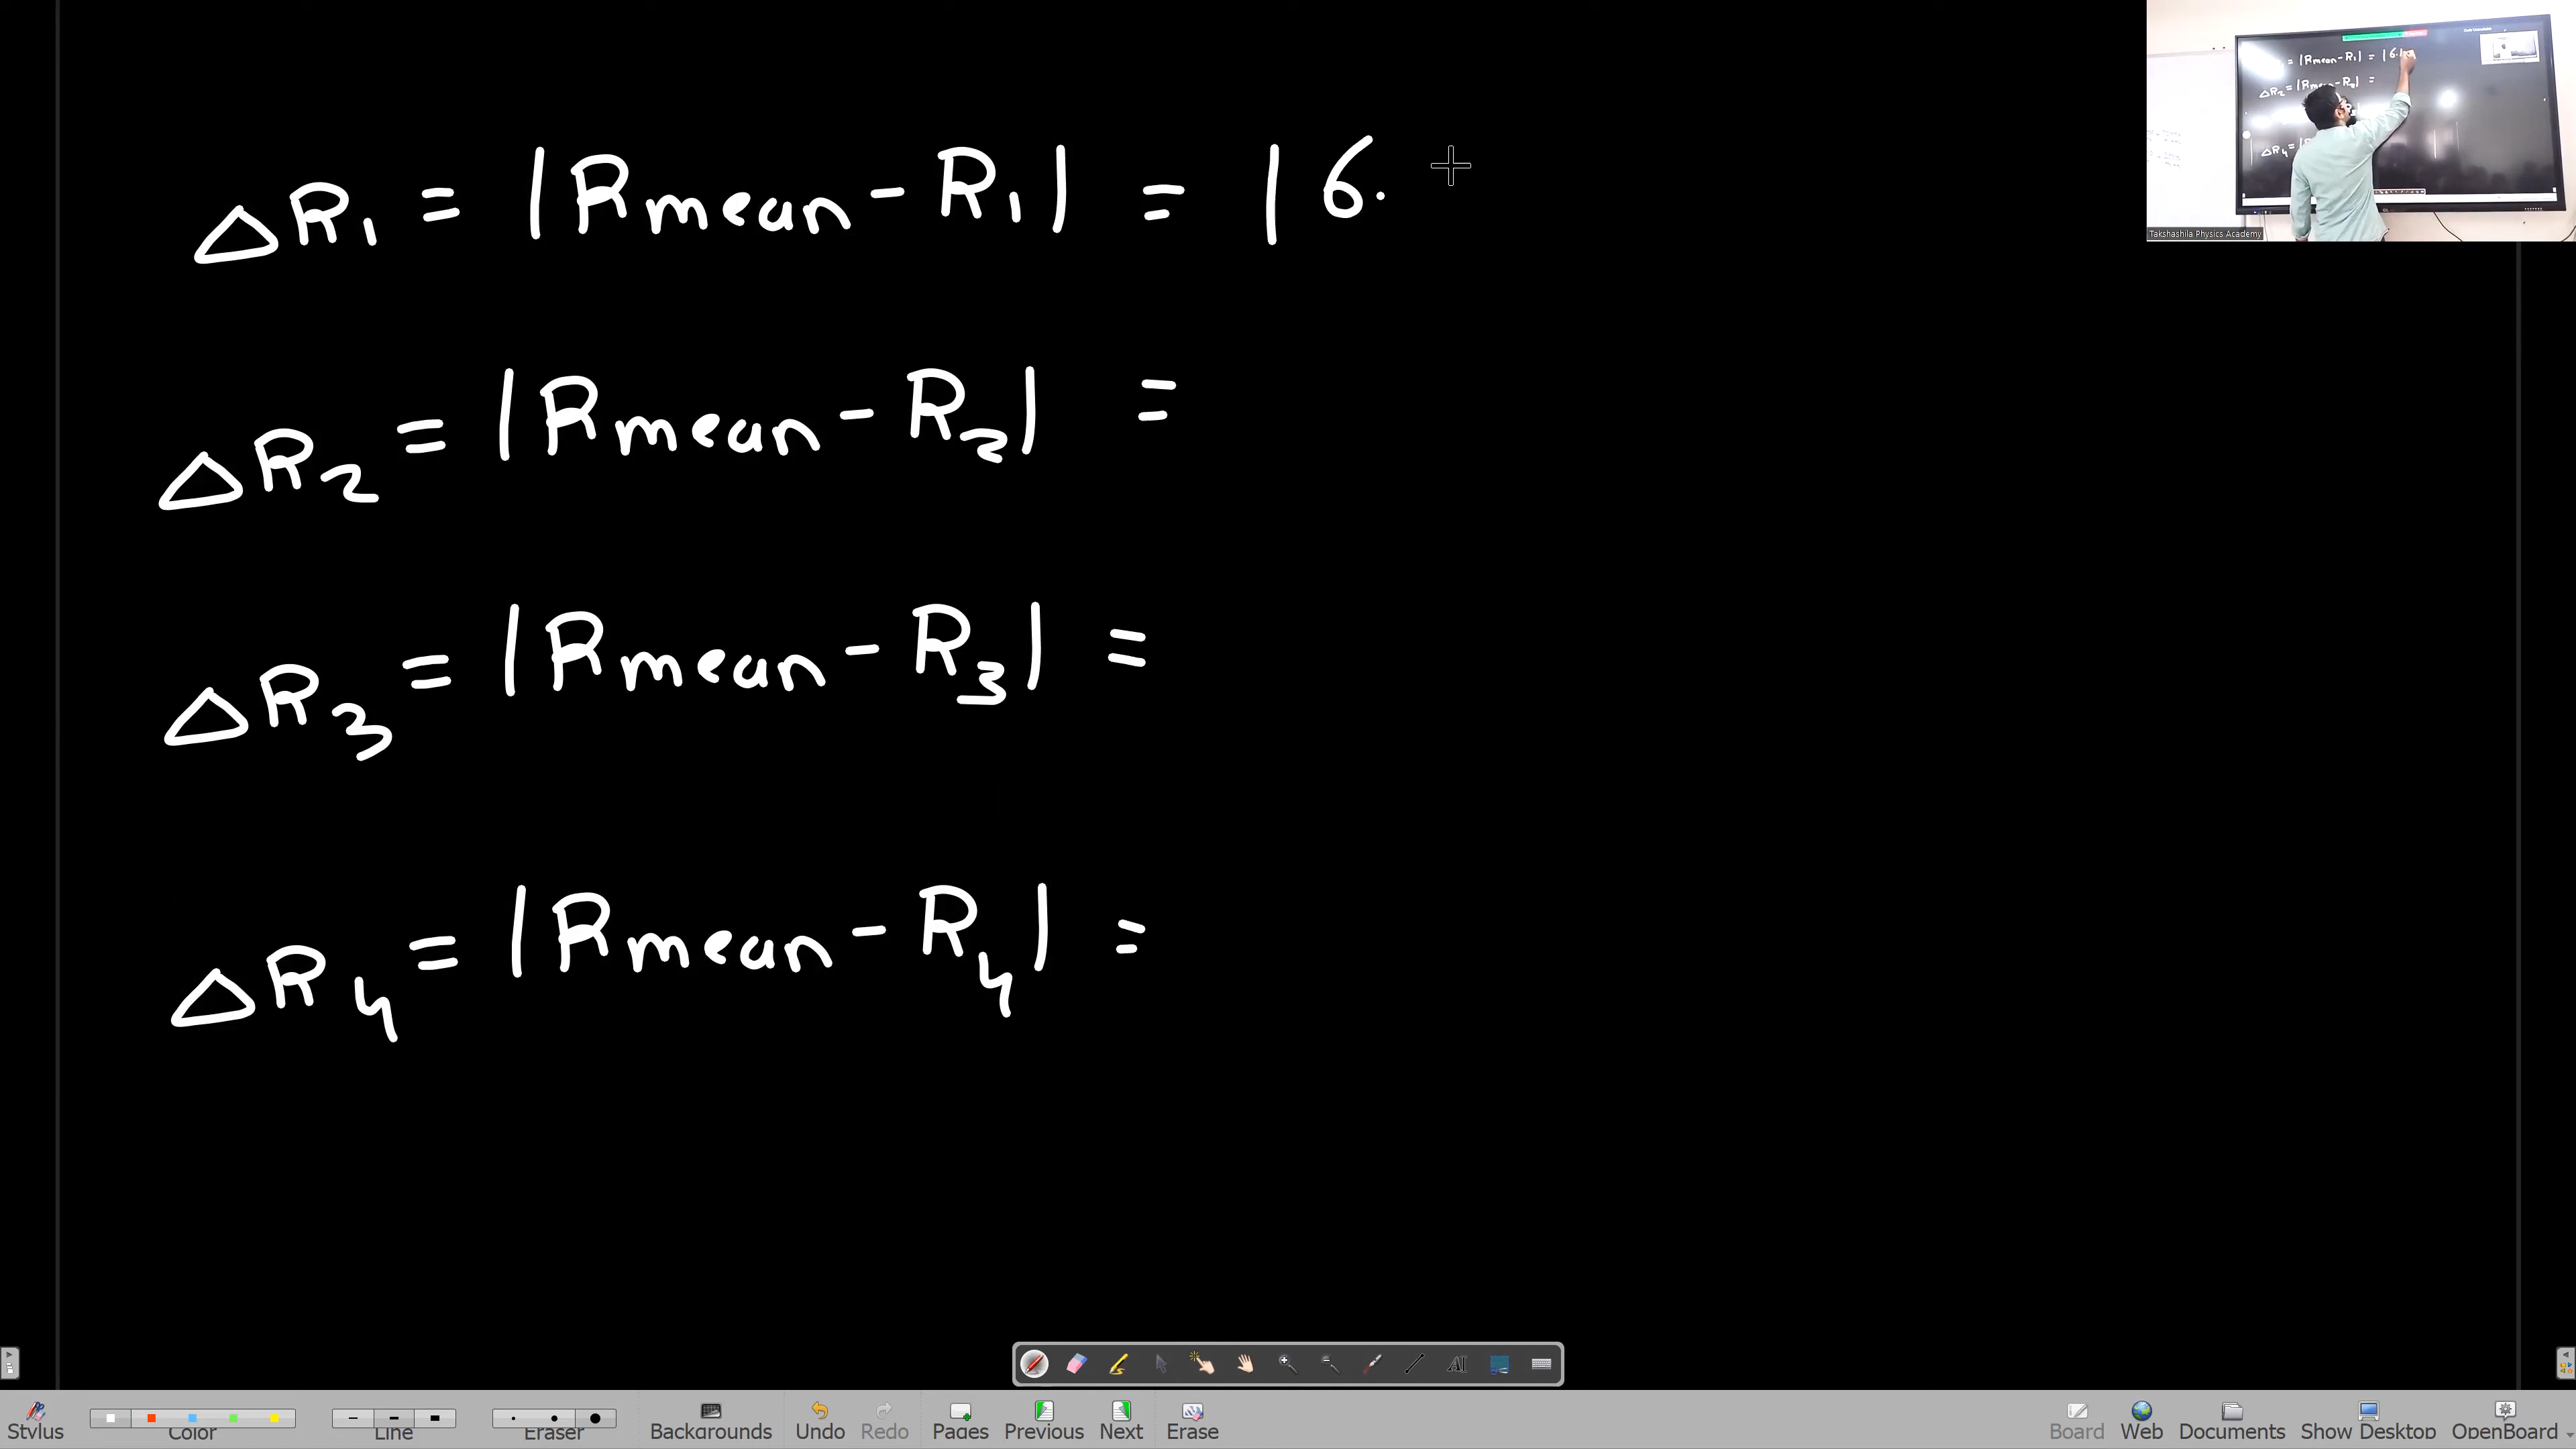 ΔR₁ = |Rmean - R₁| = | 6.
ΔR₂ = |Rmean - R₂| =
ΔR₃ = |Rmean - R₃| =
ΔR₄ = |Rmean - R₄| =
Takshashila Physics Academy
Stylus Color Line Eraser Backgrounds Undo Redo Pages Previous Next Erase Board Web Documents Show Desktop OpenBoard